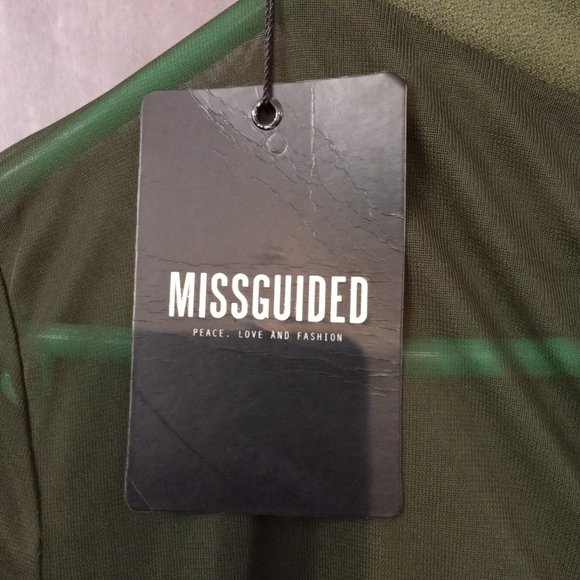 MISSGUIDED
PEACE. LOVE AND FASHION